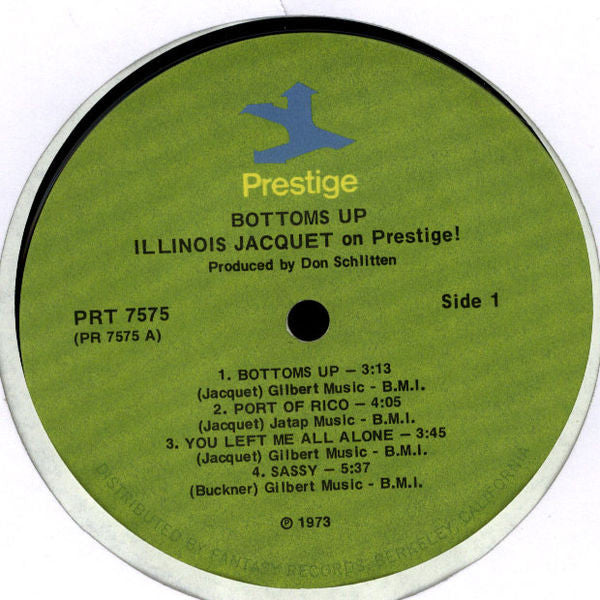 Prestige
BOTTOMS UP
ILLINOIS JACQUET on Prestige!
Produced by Don Schlitten
PRT 7575
(PR 7575 A)
Side 1
1. BOTTOMS UP – 3:13
(Jacquet) Gilbert Music - B.M.I.
2. PORT OF RICO – 4:05
(Jacquet) Jatap Music - B.M.I.
3. YOU LEFT ME ALL ALONE – 3:45
(Jacquet) Gilbert Music - B.M.I.
4. SASSY – 5:37
(Buckner) Gilbert Music - B.M.I.
℗ 1973
DISTRIBUTED BY FANTASY RECORDS, BERKELEY, CALIFORNIA